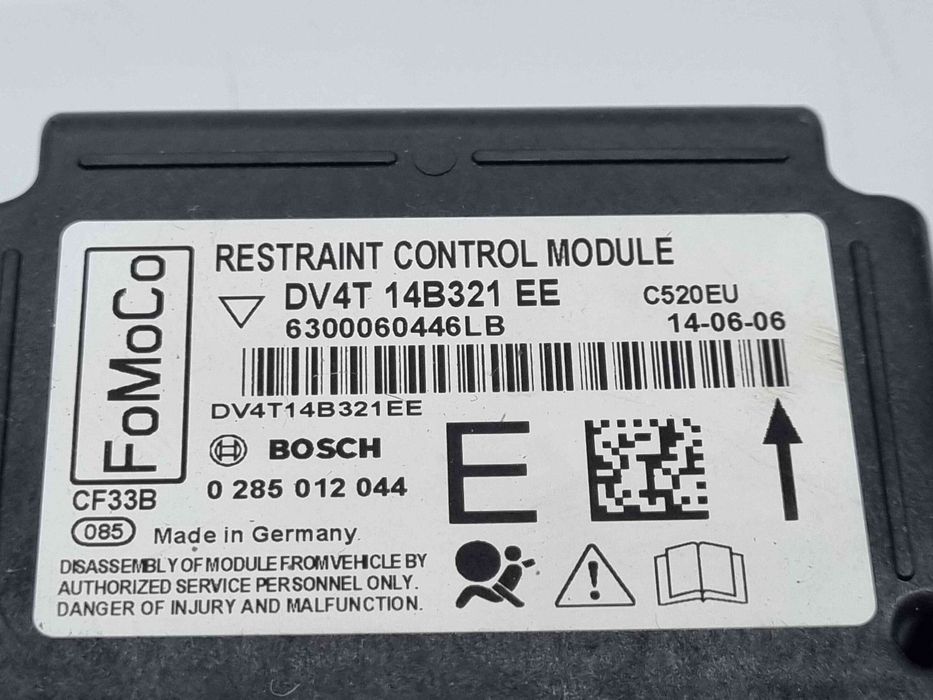 FoMoCo
RESTRAINT CONTROL MODULE
DV4T 14B321 EE C520EU
6300060446LB 14-06-06
DV4T14B321EE
BOSCH
0 285 012 044
E
CF33B
085 Made in Germany
DISASSEMBLY OF MODULE FROM VEHICLE BY
AUTHORIZED SERVICE PERSONNEL ONLY.
DANGER OF INJURY AND MALFUNCTION.